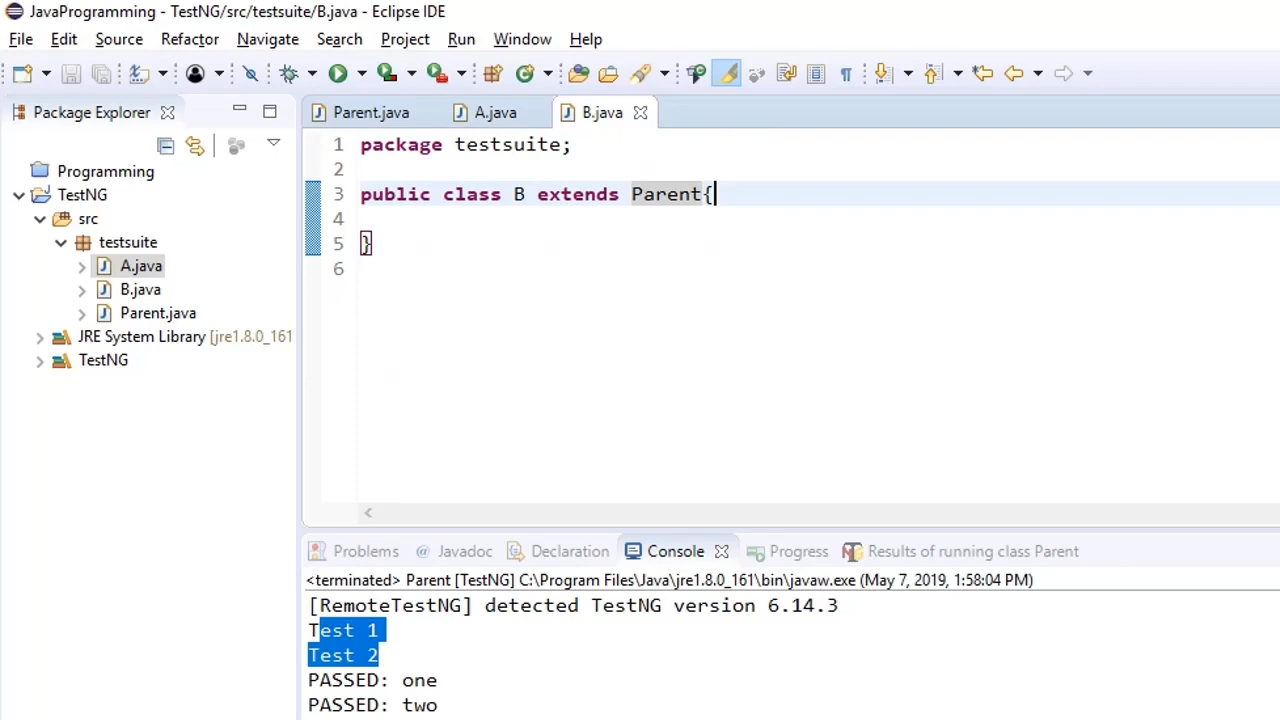 JavaProgramming - TestNG/src/testsuite/B.java - Eclipse IDE
File Edit Source Refactor Navigate Search Project Run Window Help
Package Explorer
Programming
TestNG
src
testsuite
A.java
B.java
Parent.java
JRE System Library [jre1.8.0_161
TestNG
Parent.java A.java B.java
1 package testsuite;
2
3 public class B extends Parent{
4
5 }
6
Problems @ Javadoc Declaration Console Progress Results of running class Parent
<terminated> Parent [TestNG] C:\Program Files\Java\jre1.8.0_161\bin\javaw.exe (May 7, 2019, 1:58:04 PM)
[RemoteTestNG] detected TestNG version 6.14.3
Test 1
Test 2
PASSED: one
PASSED: two